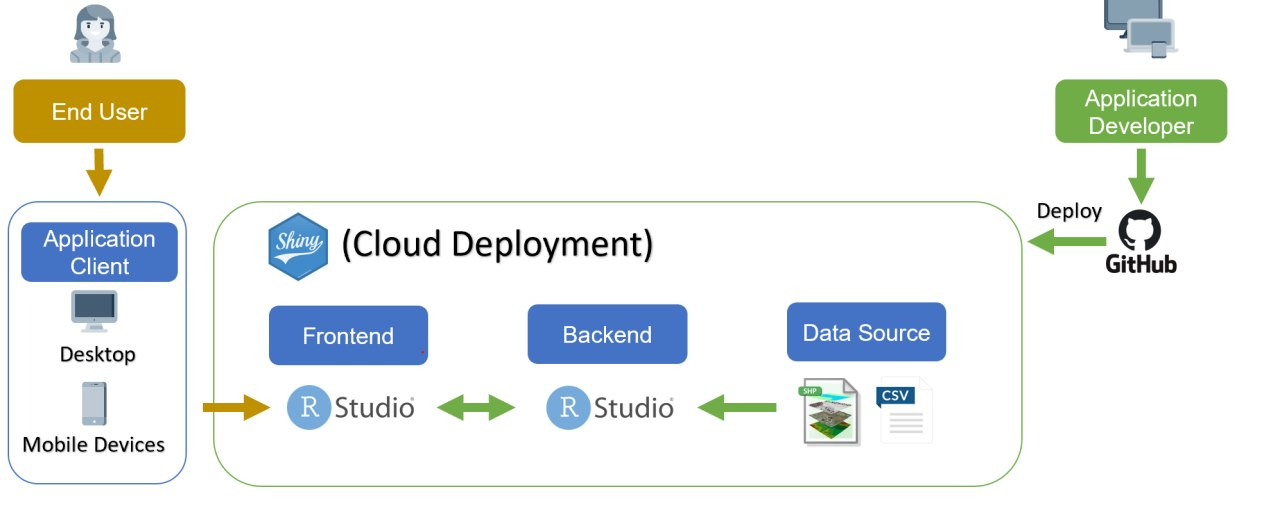 End User
Application
Developer
Deploy
GitHub
Application
Client
Shiny
(Cloud Deployment)
Desktop
Mobile Devices
Frontend
Backend
Data Source
R Studio
R Studio
SHP
CSV